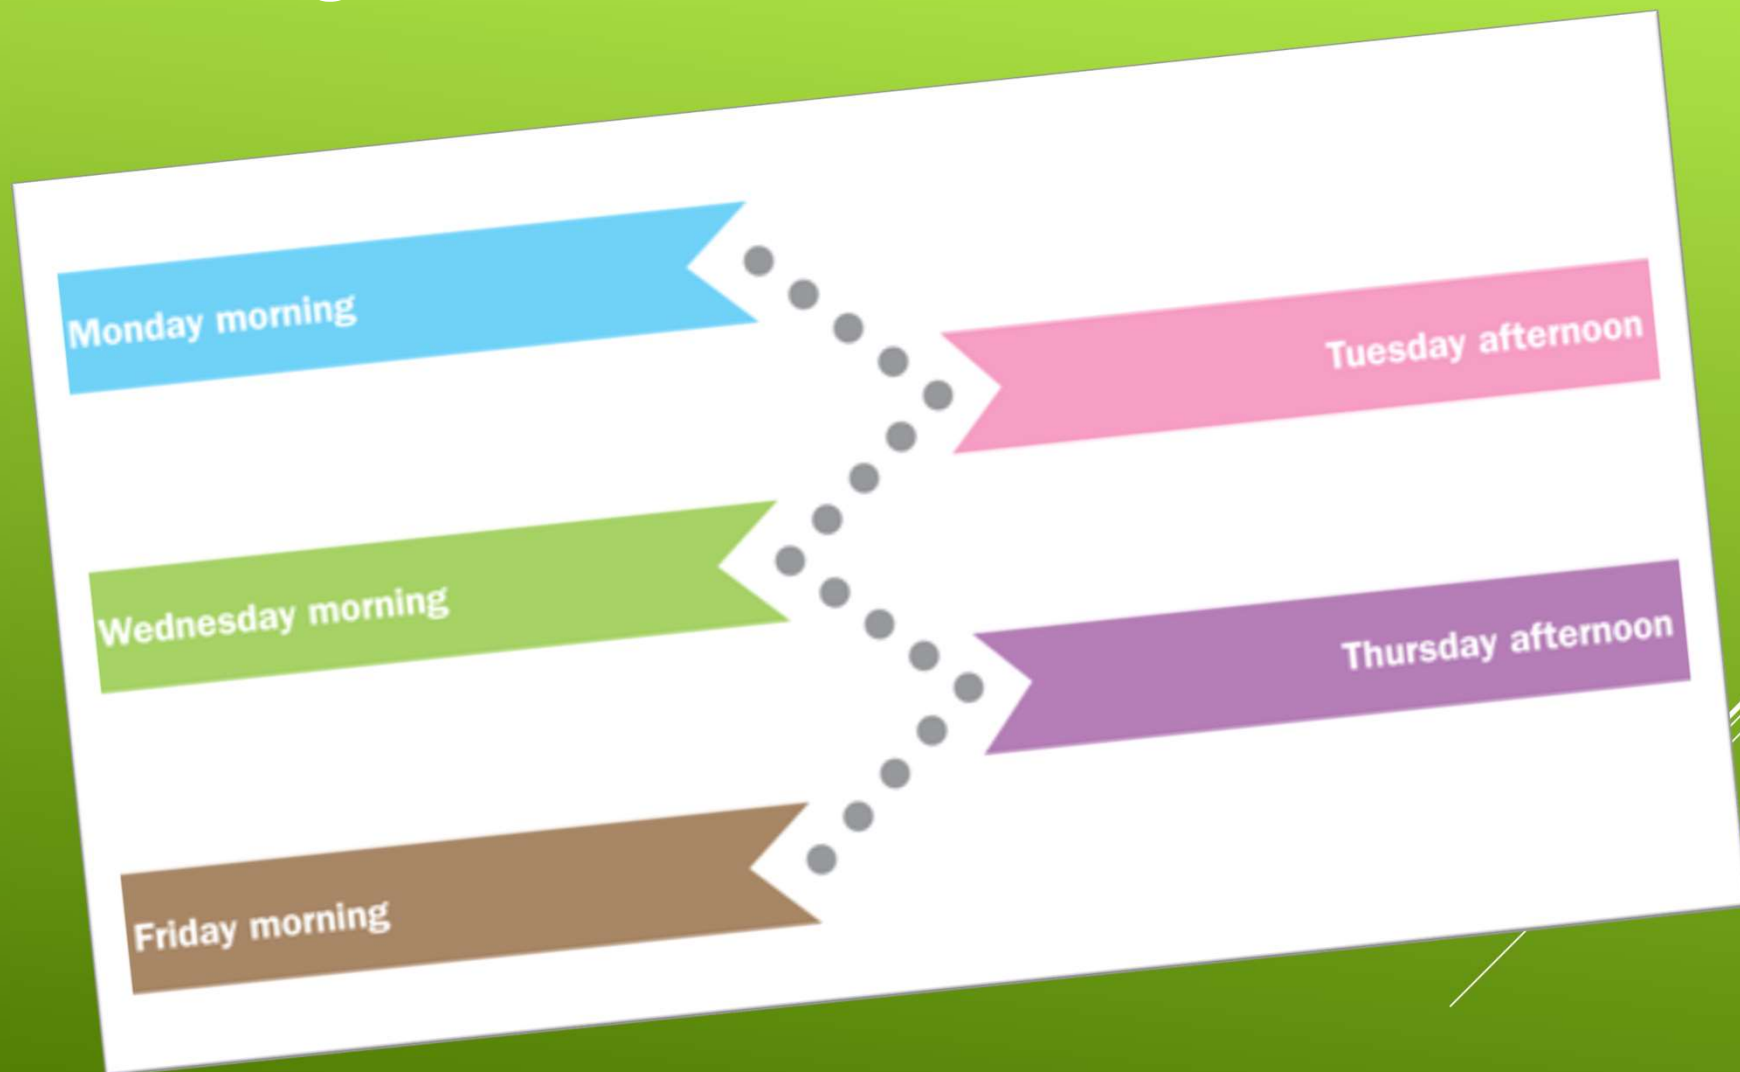 Monday morning
Tuesday afternoon
Wednesday morning
Thursday afternoon
Friday morning